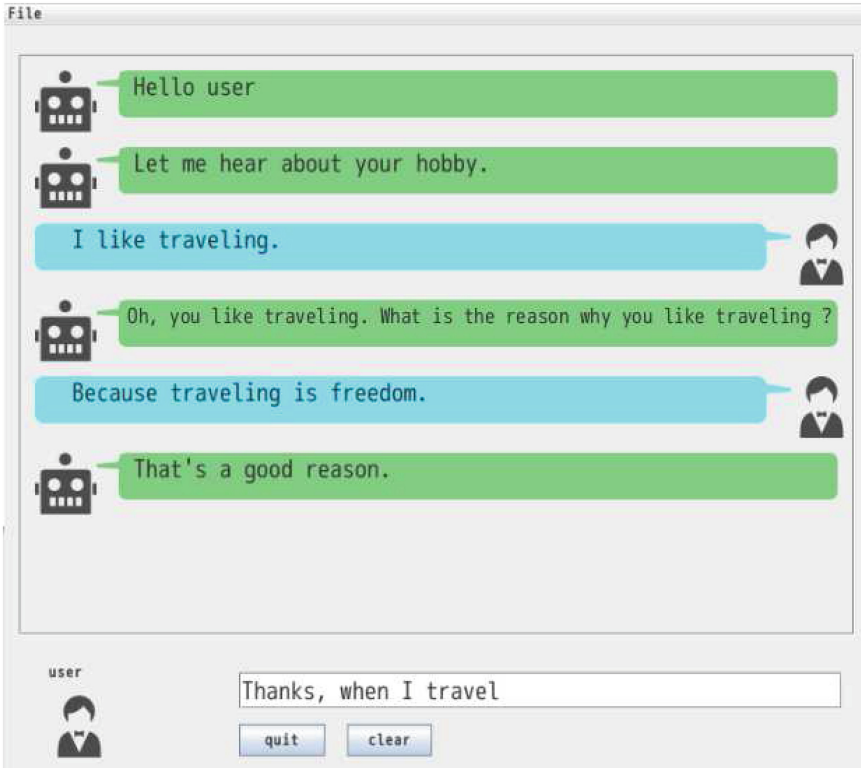 File
Hello user
Let me hear about your hobby.
I like traveling.
Oh, you like traveling. What is the reason why you like traveling ?
Because traveling is freedom.
That's a good reason.
user
Thanks, when I travel
quit clear